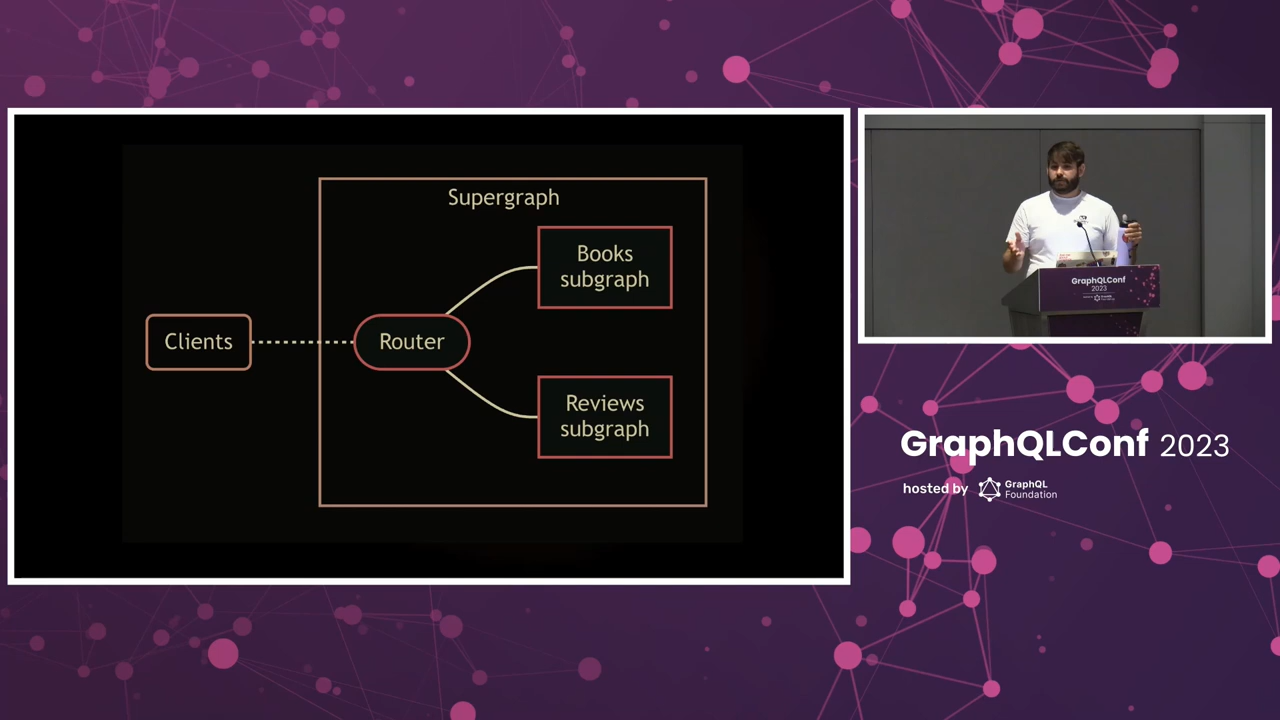 Supergraph
Books
subgraph
Clients
Router
Reviews
subgraph
GraphQLConf
2023
GraphQLConf 2023
hosted by
GraphQL
Foundation